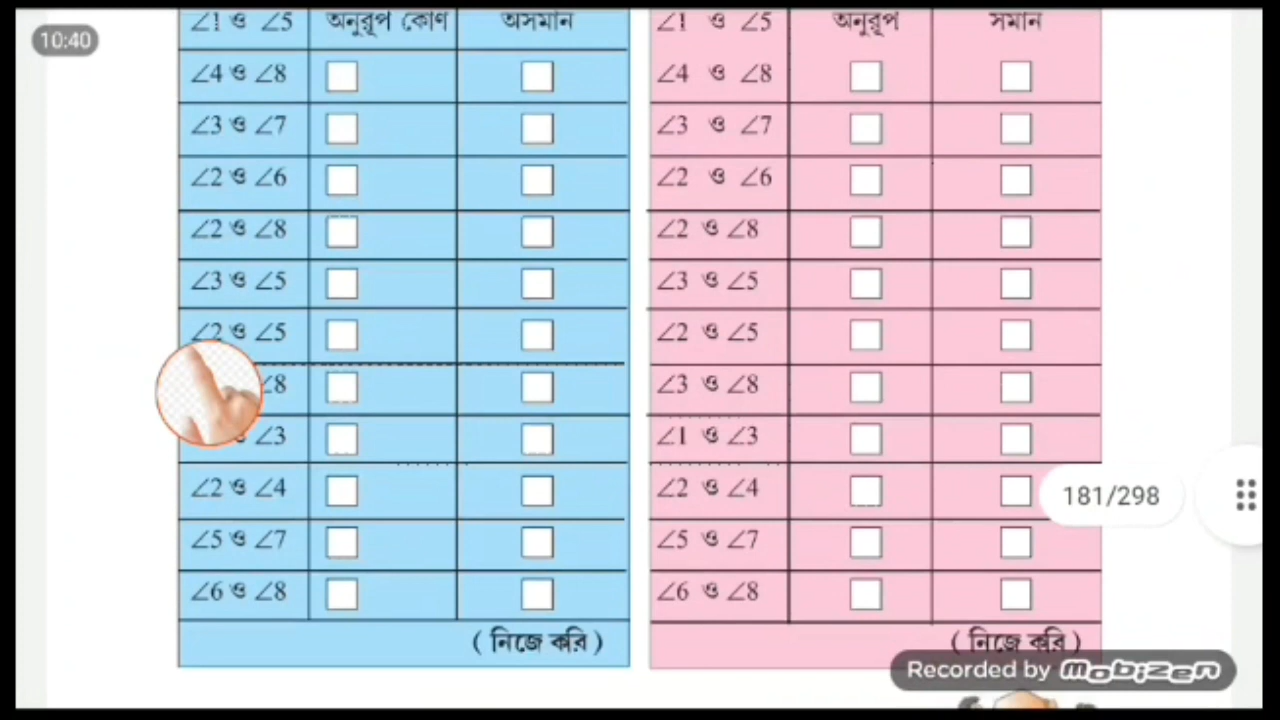 10:40
∠1 ও ∠5 অনুরূপ কোণ অসমান
∠4 ও ∠8
∠3 ও ∠7
∠2 ও ∠6
∠2 ও ∠8
∠3 ও ∠5
∠2 ও ∠5
∠8
∠3
∠2 ও ∠4
∠5 ও ∠7
∠6 ও ∠8
( নিজে করি )
∠1 ও ∠5 অনুরূপ সমান
∠4 ও ∠8
∠3 ও ∠7
∠2 ও ∠6
∠2 ও ∠8
∠3 ও ∠5
∠2 ও ∠5
∠3 ও ∠8
∠1 ও ∠3
∠2 ও ∠4
∠5 ও ∠7
∠6 ও ∠8
( নিজে করি )
181/298
Recorded by Mobizen